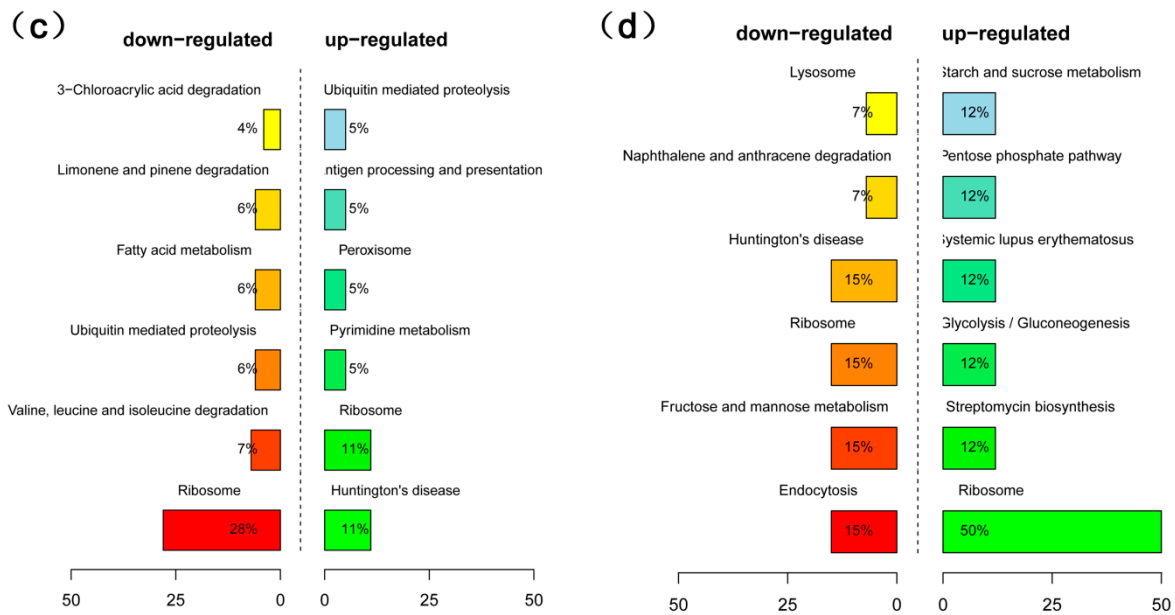 (c)
down-regulated up-regulated
3-Chloroacrylic acid degradation Ubiquitin mediated proteolysis
4% 5%
Limonene and pinene degradation ntigen processing and presentation
6% 5%
Fatty acid metabolism Peroxisome
6% 5%
Ubiquitin mediated proteolysis Pyrimidine metabolism
6% 5%
Valine, leucine and isoleucine degradation Ribosome
7% 11%
Ribosome Huntington's disease
28% 11%
50 25 0 0 25 50
(d)
down-regulated up-regulated
Lysosome Starch and sucrose metabolism
7% 12%
Naphthalene and anthracene degradation Pentose phosphate pathway
7% 12%
Huntington's disease Systemic lupus erythematosus
15% 12%
Ribosome Glycolysis / Gluconeogenesis
15% 12%
Fructose and mannose metabolism Streptomycin biosynthesis
15% 12%
Endocytosis Ribosome
15% 50%
50 25 0 0 25 50